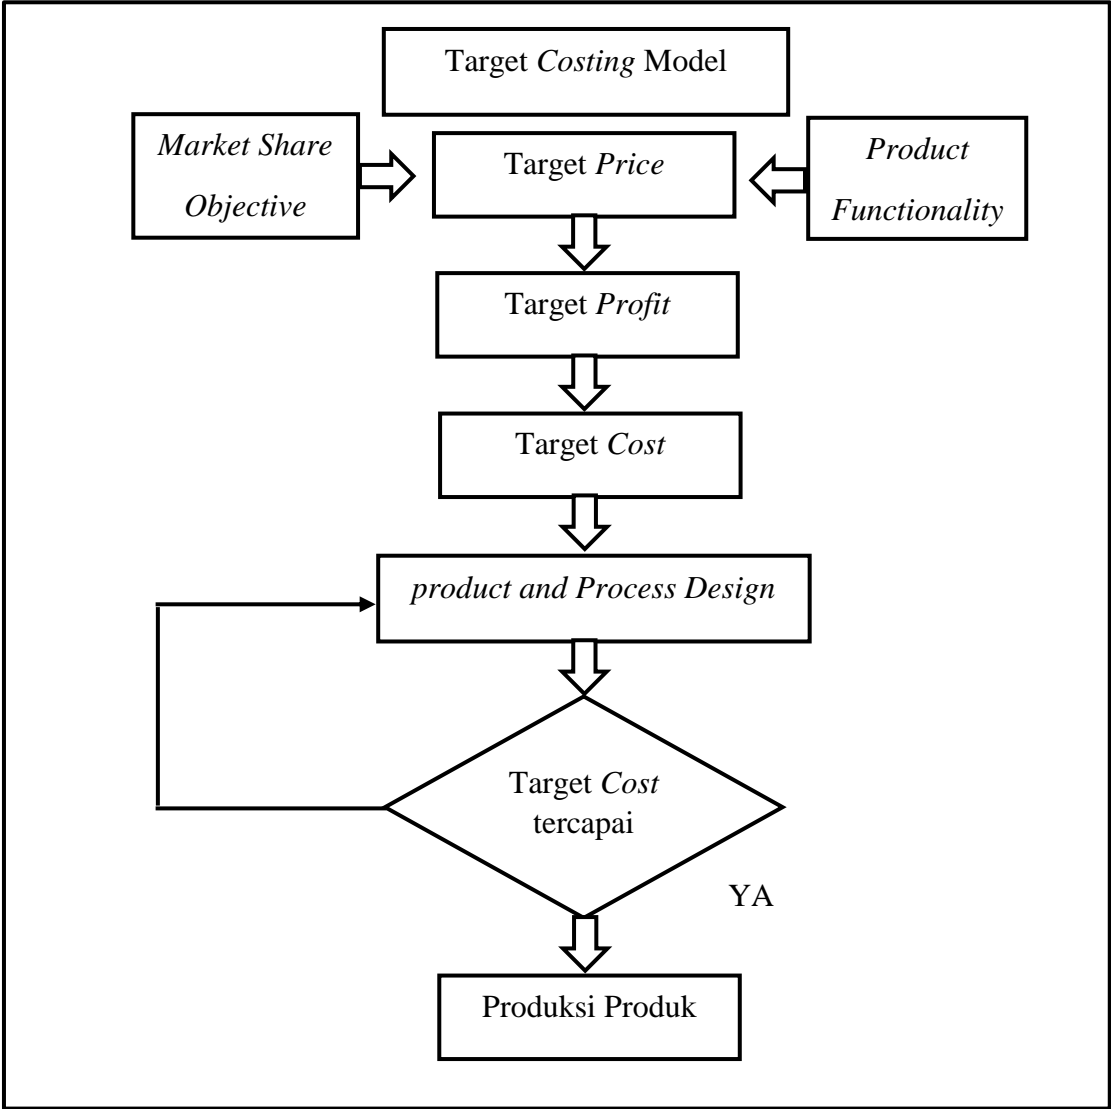 Target Costing Model
Market Share
Objective
Target Price
Product
Functionality
Target Profit
Target Cost
product and Process Design
Target Cost
tercapai
YA
Produksi Produk